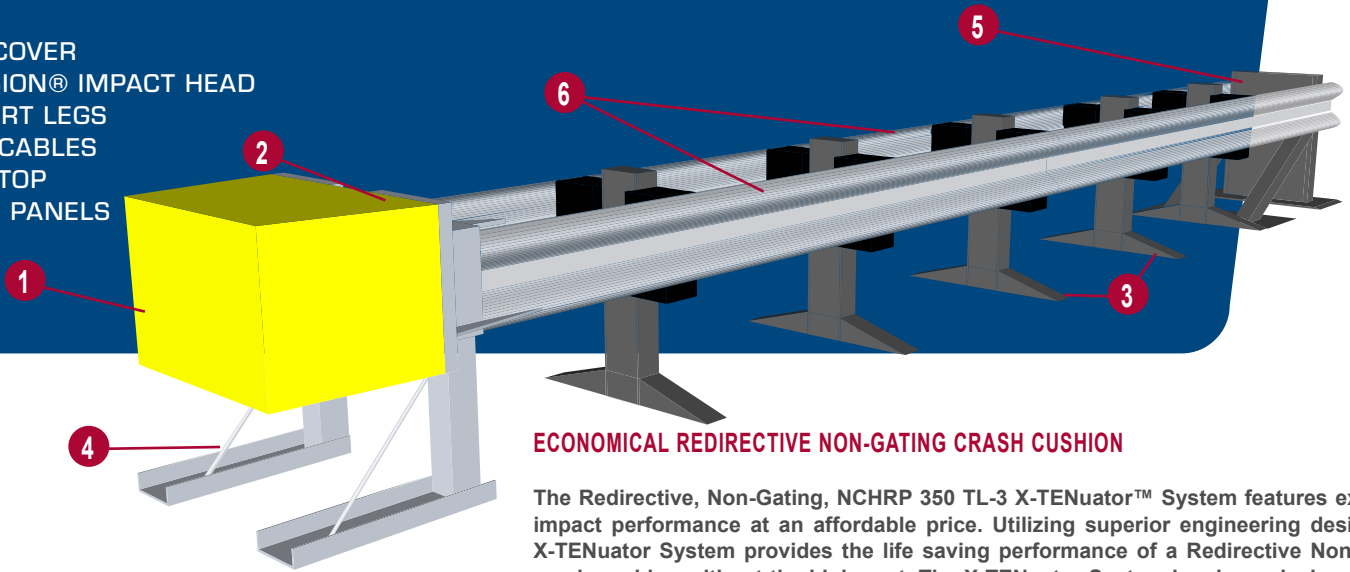 COVER
SION® IMPACT HEAD
RT LEGS
CABLES
TOP
PANELS
5
6
2
1
3
4
ECONOMICAL REDIRECTIVE NON-GATING CRASH CUSHION
The Redirective, Non-Gating, NCHRP 350 TL-3 X-TENuator™ System features ex
impact performance at an affordable price. Utilizing superior engineering desi
X-TENuator System provides the life saving performance of a Redirective Non-